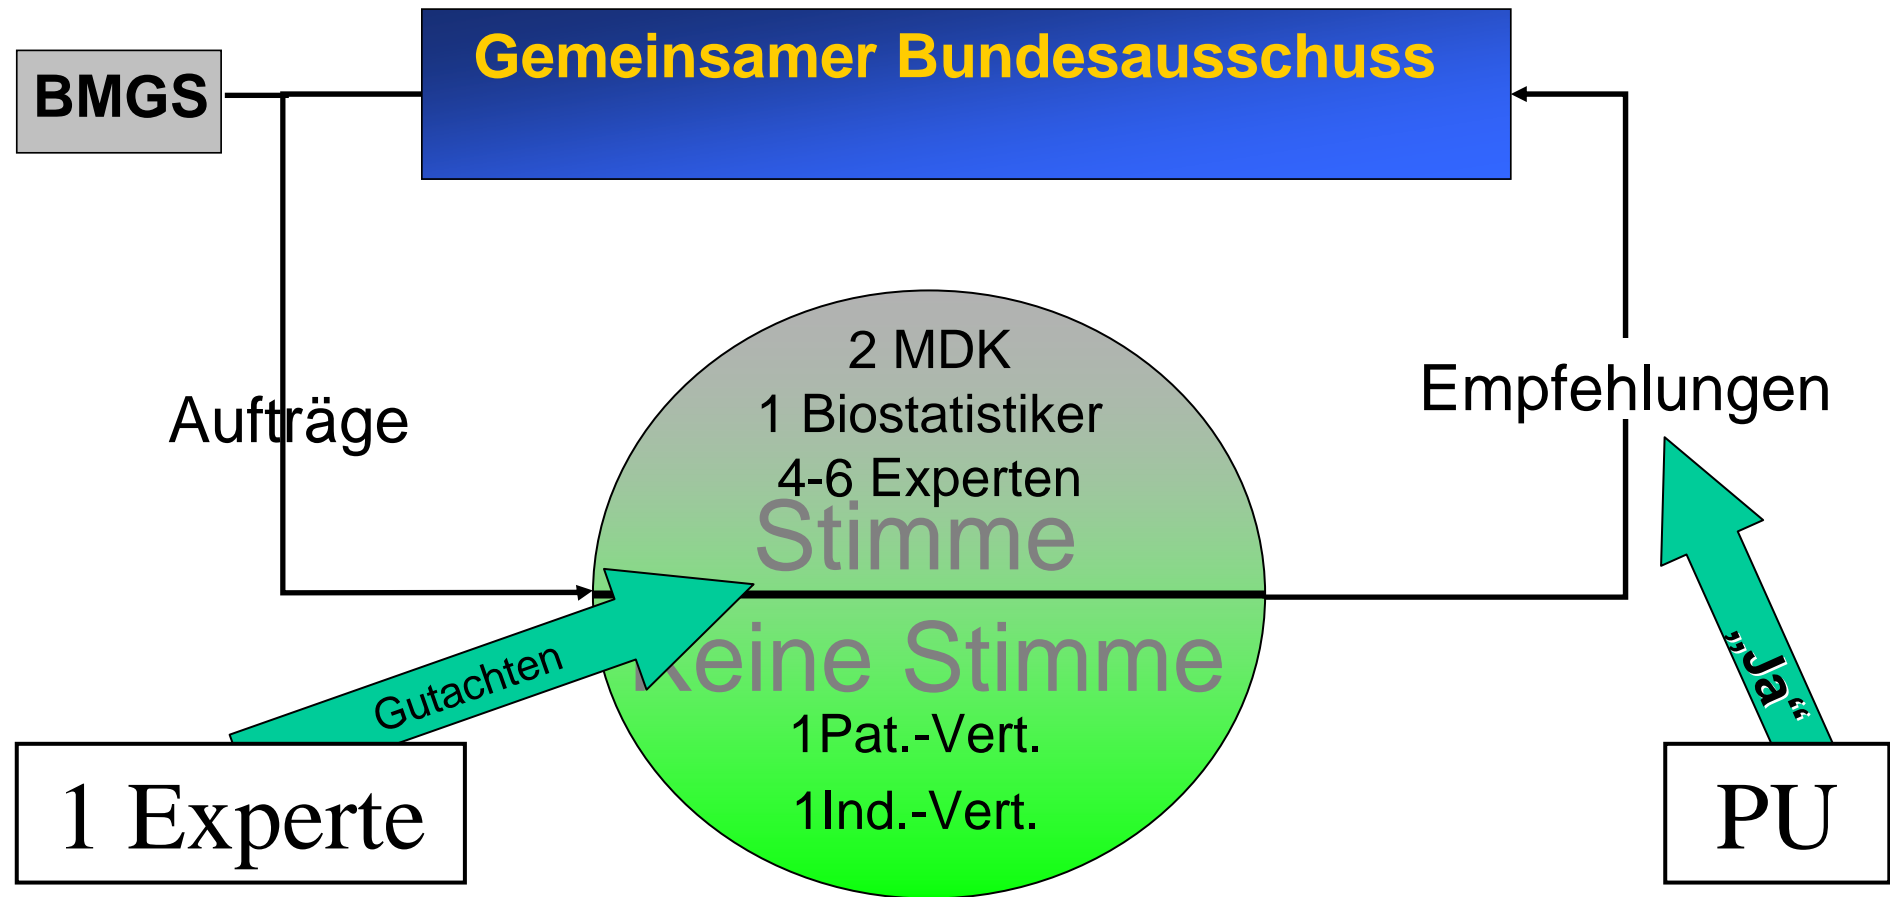 Gemeinsamer Bundesausschuss
BMGS
Aufträge
2 MDK
1 Biostatistiker
4-6 Experten
Stimme
Keine Stimme
1Pat.-Vert.
1Ind.-Vert.
Empfehlungen
Gutachten
1 Experte
„Ja“
PU